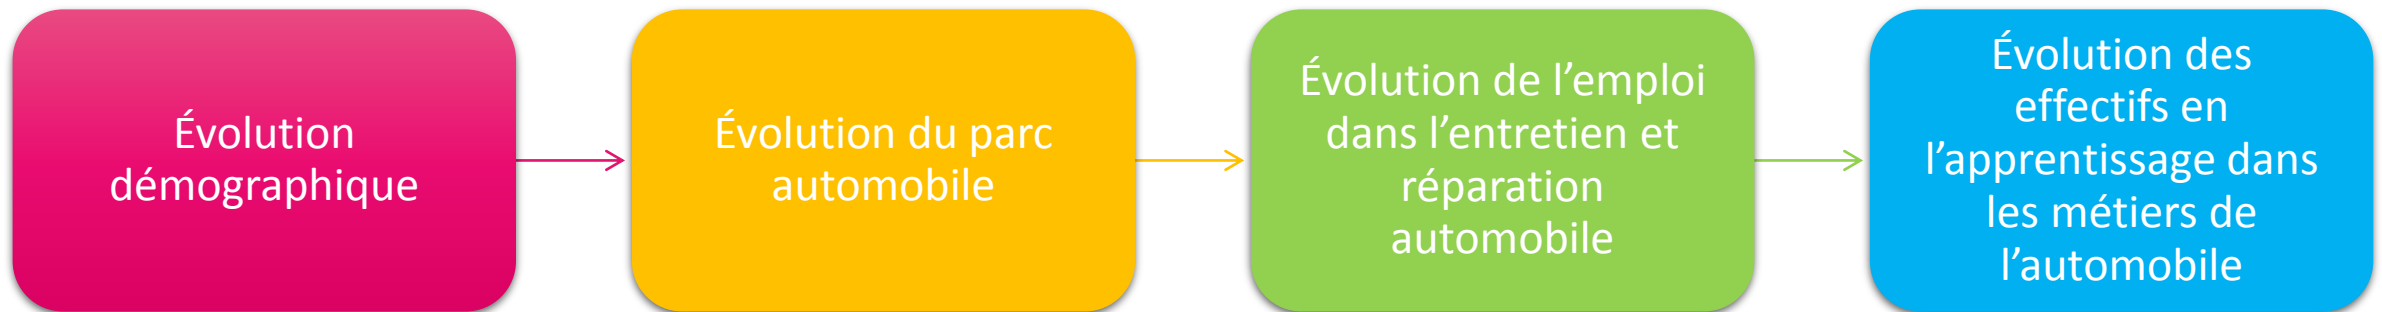 Évolution
démographique
Évolution du parc
automobile
Évolution de l’emploi
dans l’entretien et
réparation
automobile
Évolution des
effectifs en
l’apprentissage dans
les métiers de
l’automobile